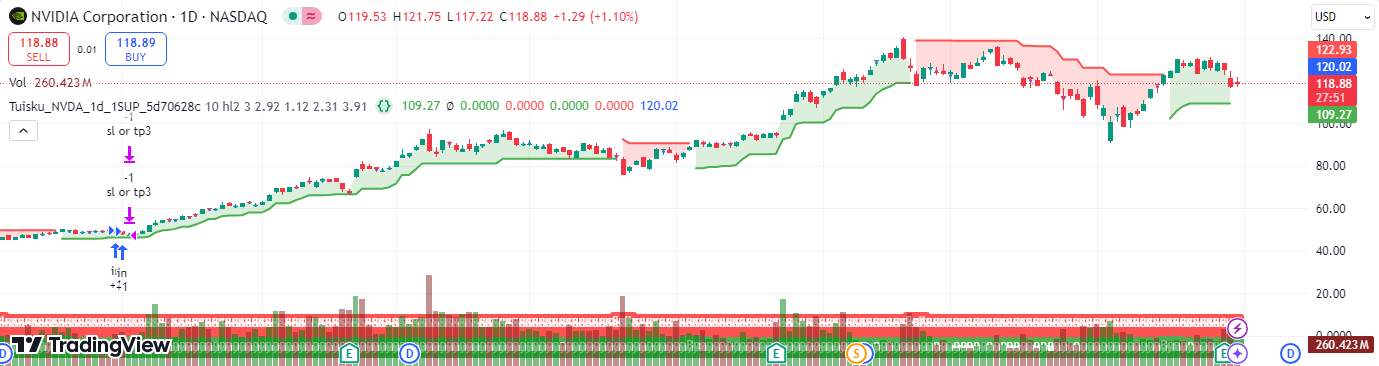 NVIDIA Corporation · 1D · NASDAQ O119.53 H121.75 L117.22 C118.88 +1.29 (+1.10%)
USD
118.88 SELL 0.01 118.89 BUY
Vol 260.423 M
Tuisku_NVDA_1d_1SUP_5d70628c 10 hl2 3 2.92 1.12 2.31 3.91 109.27 Ø 0.0000 0.0000 0.0000 0.0000 120.02
-1
sl or tp3
-1
sl or tp3
140.00
122.93
120.02
118.88
27:51
109.27
100.00
80.00
60.00
40.00
20.00
0.0000
260.423 M
TradingView
D
E
D
E
S
E
D